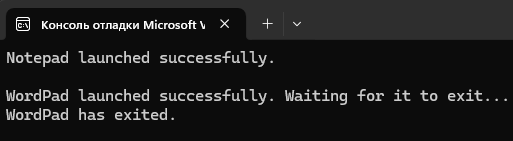 Консоль отладки Microsoft V
Notepad launched successfully.
WordPad launched successfully. Waiting for it to exit...
WordPad has exited.